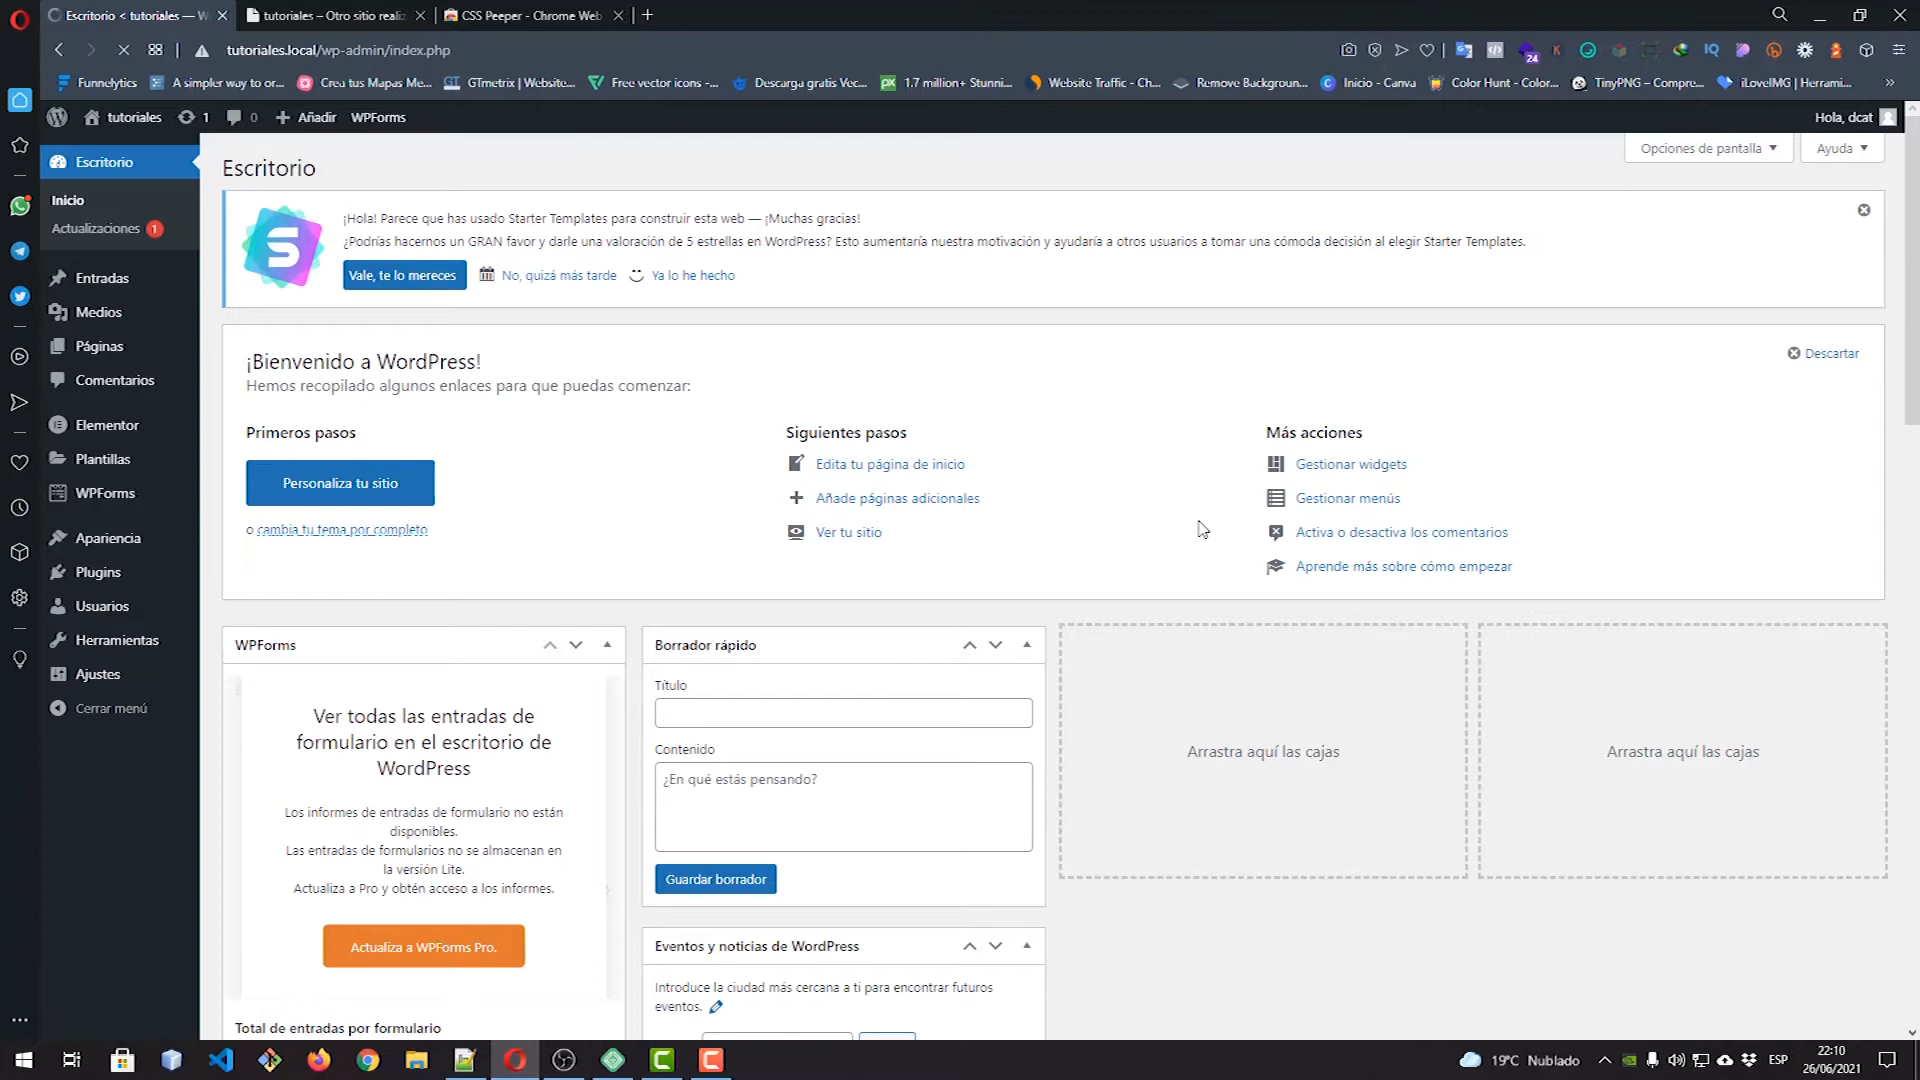 Escritorio < tutoriales — W
tutoriales – Otro sitio realiz
CSS Peeper - Chrome Web
tutoriales.local/wp-admin/index.php
24
IQ
Funnelytics
A simpler way to or...
Crea tus Mapas Me...
GTmetrix | Website...
Free vector icons -...
Descarga gratis Vec...
1.7 million+ Stunni...
Website Traffic - Ch...
Remove Backgroun...
Inicio - Canva
Color Hunt - Color...
TinyPNG – Compre...
iLoveIMG | Herrami...
tutoriales
1
0
Añadir
WPForms
Hola, dcat
Escritorio
Inicio
Actualizaciones 1
Entradas
Medios
Páginas
Comentarios
Elementor
Plantillas
WPForms
Apariencia
Plugins
Usuarios
Herramientas
Ajustes
Cerrar menú
Opciones de pantalla
Ayuda
Escritorio
¡Hola! Parece que has usado Starter Templates para construir esta web — ¡Muchas gracias!
¿Podrías hacernos un GRAN favor y darle una valoración de 5 estrellas en WordPress? Esto aumentaría nuestra motivación y ayudaría a otros usuarios a tomar una cómoda decisión al elegir Starter Templates.
Vale, te lo mereces
No, quizá más tarde
Ya lo he hecho
¡Bienvenido a WordPress!
Hemos recopilado algunos enlaces para que puedas comenzar:
Descartar
Primeros pasos
Personaliza tu sitio
o cambia tu tema por completo
Siguientes pasos
Edita tu página de inicio
Añade páginas adicionales
Ver tu sitio
Más acciones
Gestionar widgets
Gestionar menús
Activa o desactiva los comentarios
Aprende más sobre cómo empezar
WPForms
Ver todas las entradas de
formulario en el escritorio de
WordPress
Los informes de entradas de formulario no están
disponibles.
Las entradas de formularios no se almacenan en
la versión Lite.
Actualiza a Pro y obtén acceso a los informes.
Actualiza a WPForms Pro.
Total de entradas por formulario
Borrador rápido
Título
Contenido
¿En qué estás pensando?
Guardar borrador
Eventos y noticias de WordPress
Introduce la ciudad más cercana a ti para encontrar futuros
eventos.
Arrastra aquí las cajas
Arrastra aquí las cajas
19°C Nublado
ESP
22:10
26/06/2021